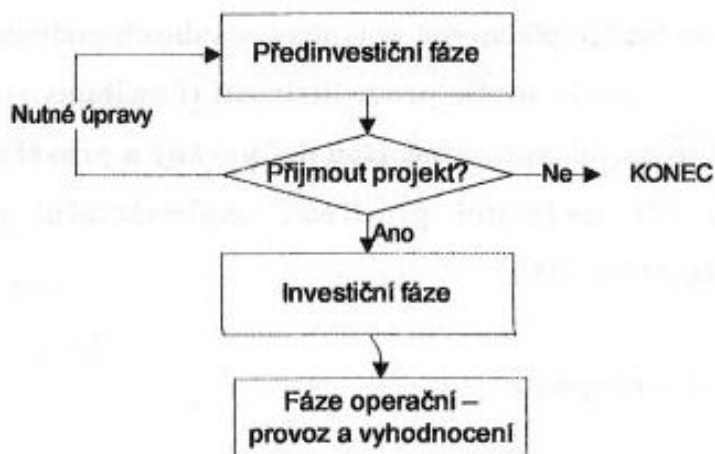 Předinvestiční fáze
Nutné úpravy
Přijmout projekt?
Ne
KONEC
Ano
Investiční fáze
Fáze operační –
provoz a vyhodnocení